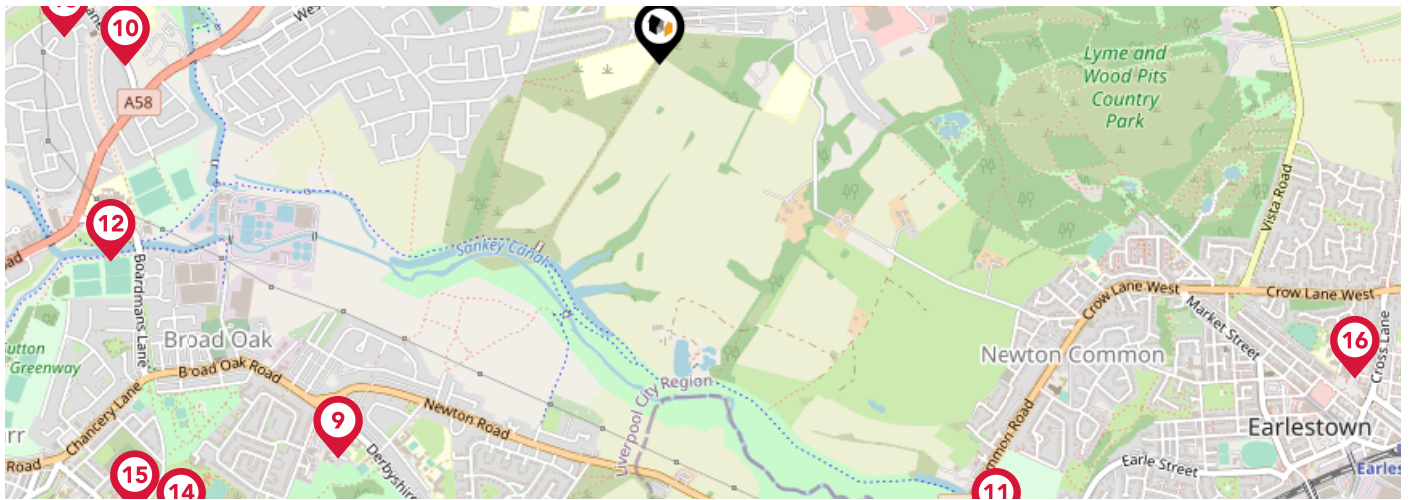 10
A58
Lyme and
Wood Pits
Country
Park
Vista Road
12
Sankey Canal
Boardmans Lane
Broad Oak
Crow Lane West
Crow Lane West
Market Street
16
Cross Lane
Newton Common
Greenway
Broad Oak Road
Liverpool City Region
Chancery Lane
9
Newton Road
Earlestown
Road
15
14
Derbyshire
11
Earle Street